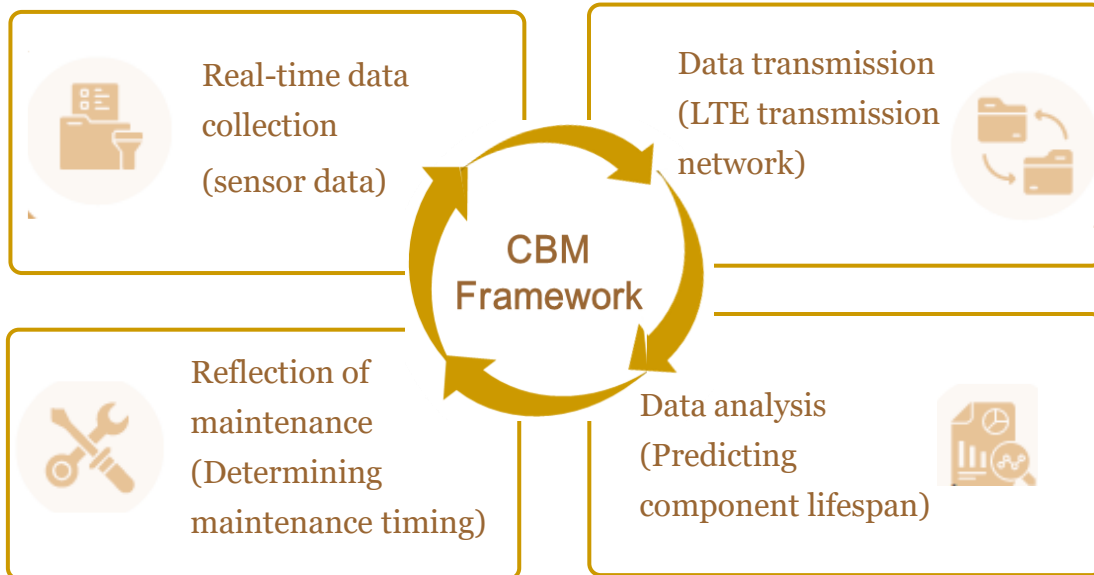 Real-time data
collection
(sensor data)
Data transmission
(LTE transmission
network)
CBM
Framework
Reflection of
maintenance
(Determining
maintenance timing)
Data analysis
(Predicting
component lifespan)